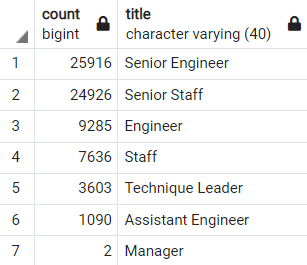 count title
bigint character varying (40)
1 25916 Senior Engineer
2 24926 Senior Staff
3 9285 Engineer
4 7636 Staff
5 3603 Technique Leader
6 1090 Assistant Engineer
7 2 Manager